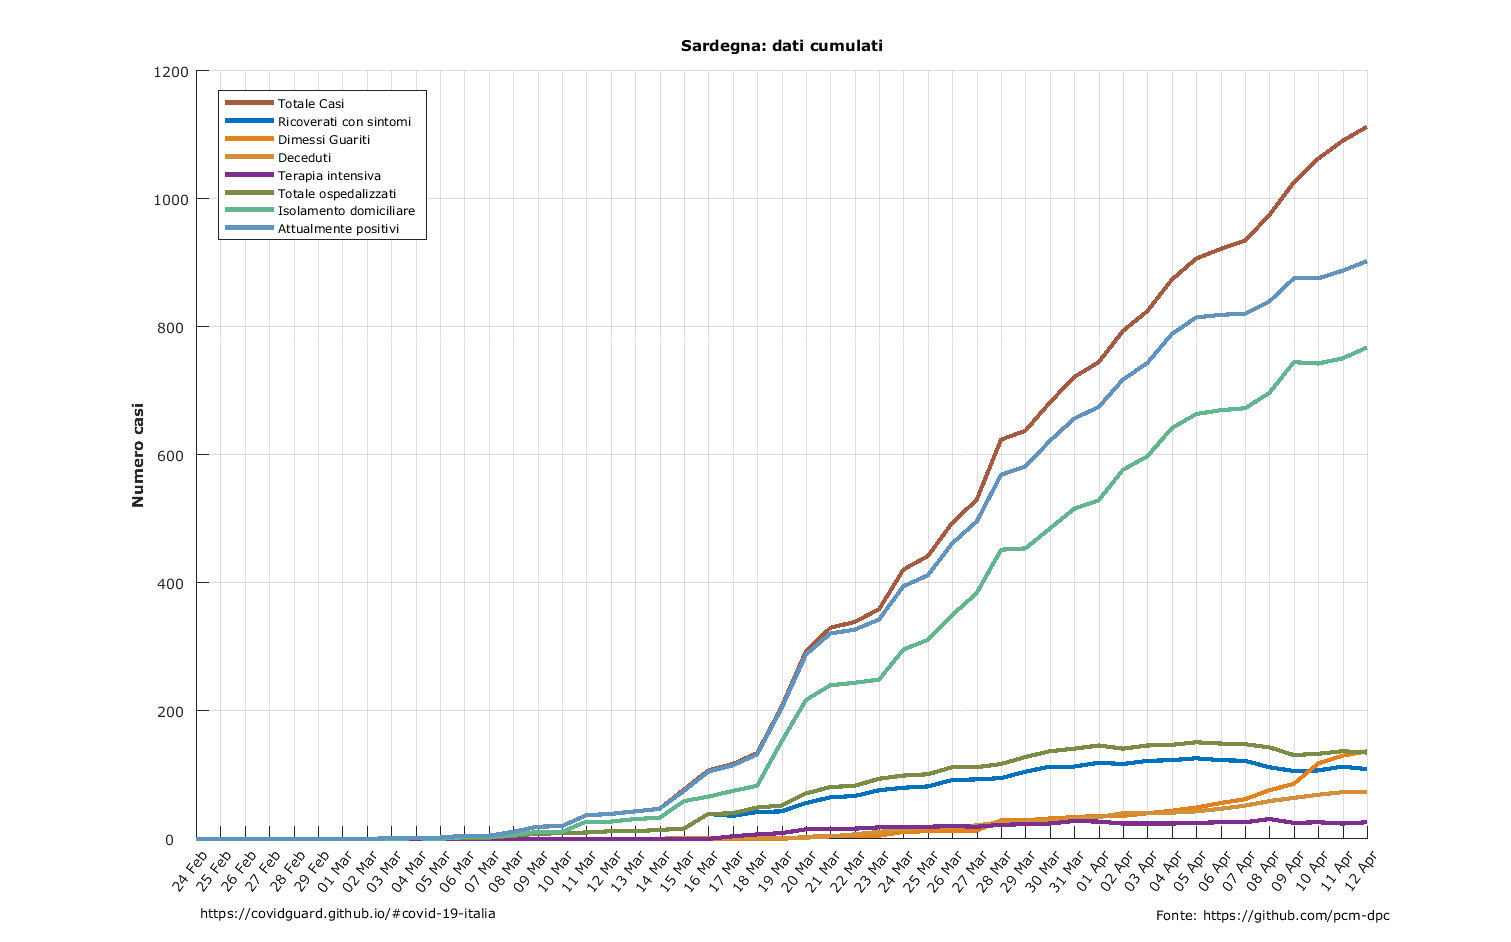 Sardegna: dati cumulati
1200
1000
800
600
400
200
0
Numero casi
Totale Casi
Ricoverati con sintomi
Dimessi Guariti
Deceduti
Terapia intensiva
Totale ospedalizzati
Isolamento domiciliare
Attualmente positivi
24 Feb
25 Feb
26 Feb
27 Feb
28 Feb
29 Feb
01 Mar
02 Mar
03 Mar
04 Mar
05 Mar
06 Mar
07 Mar
08 Mar
09 Mar
10 Mar
11 Mar
12 Mar
13 Mar
14 Mar
15 Mar
16 Mar
17 Mar
18 Mar
19 Mar
20 Mar
21 Mar
22 Mar
23 Mar
24 Mar
25 Mar
26 Mar
27 Mar
28 Mar
29 Mar
30 Mar
31 Mar
01 Apr
02 Apr
03 Apr
04 Apr
05 Apr
06 Apr
07 Apr
08 Apr
09 Apr
10 Apr
11 Apr
12 Apr
https://covidguard.github.io/#covid-19-italia
Fonte: https://github.com/pcm-dpc